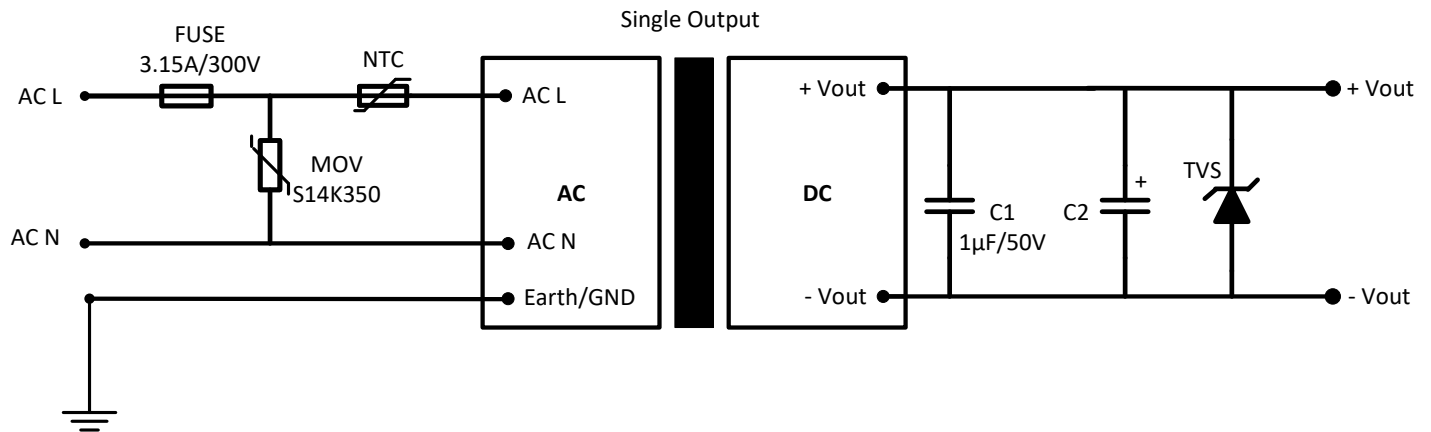 Single Output
FUSE
3.15A/300V
NTC
AC L
AC L
MOV
S14K350
AC
AC N
AC N
Earth/GND
+ Vout
+ Vout
DC
C1
1µF/50V
C2
+
TVS
- Vout
- Vout